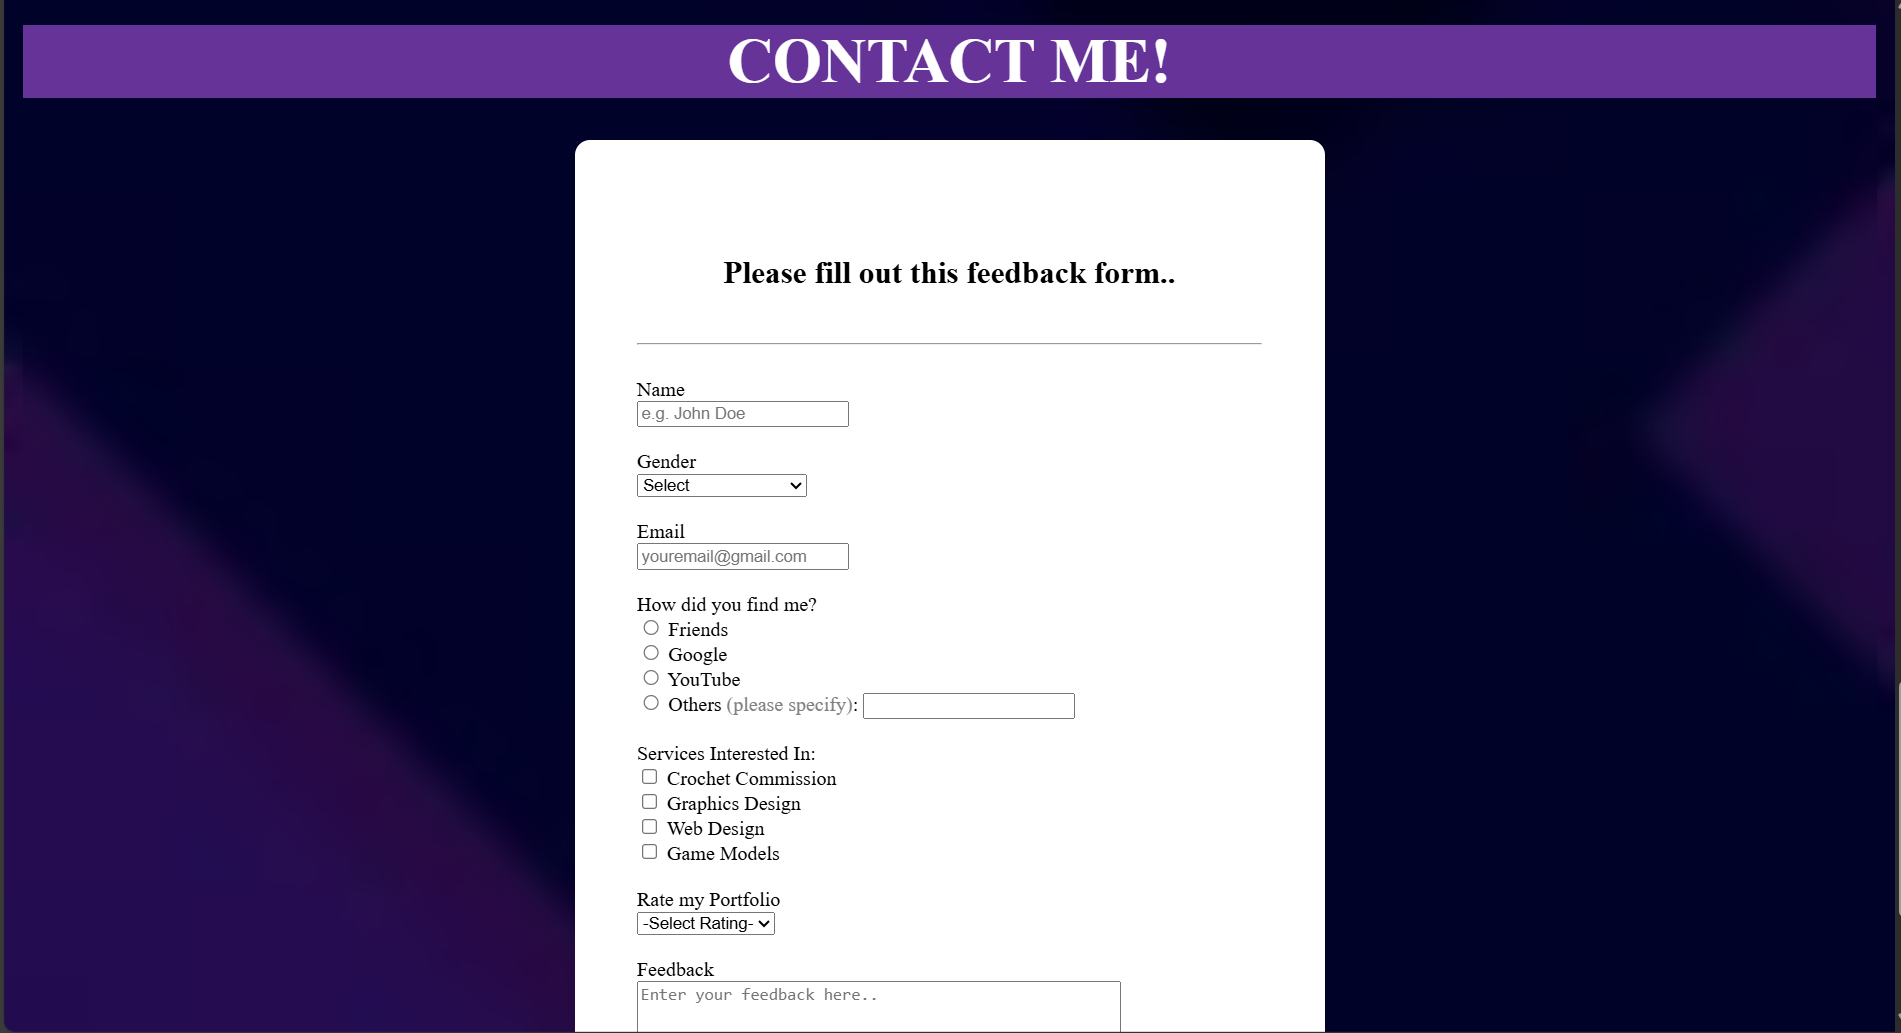 CONTACT ME!
Please fill out this feedback form..
Name
e.g. John Doe
Gender
Select
Email
youremail@gmail.com
How did you find me?
Friends
Google
YouTube
Others (please specify):
Services Interested In:
Crochet Commission
Graphics Design
Web Design
Game Models
Rate my Portfolio
-Select Rating-
Feedback
Enter your feedback here..